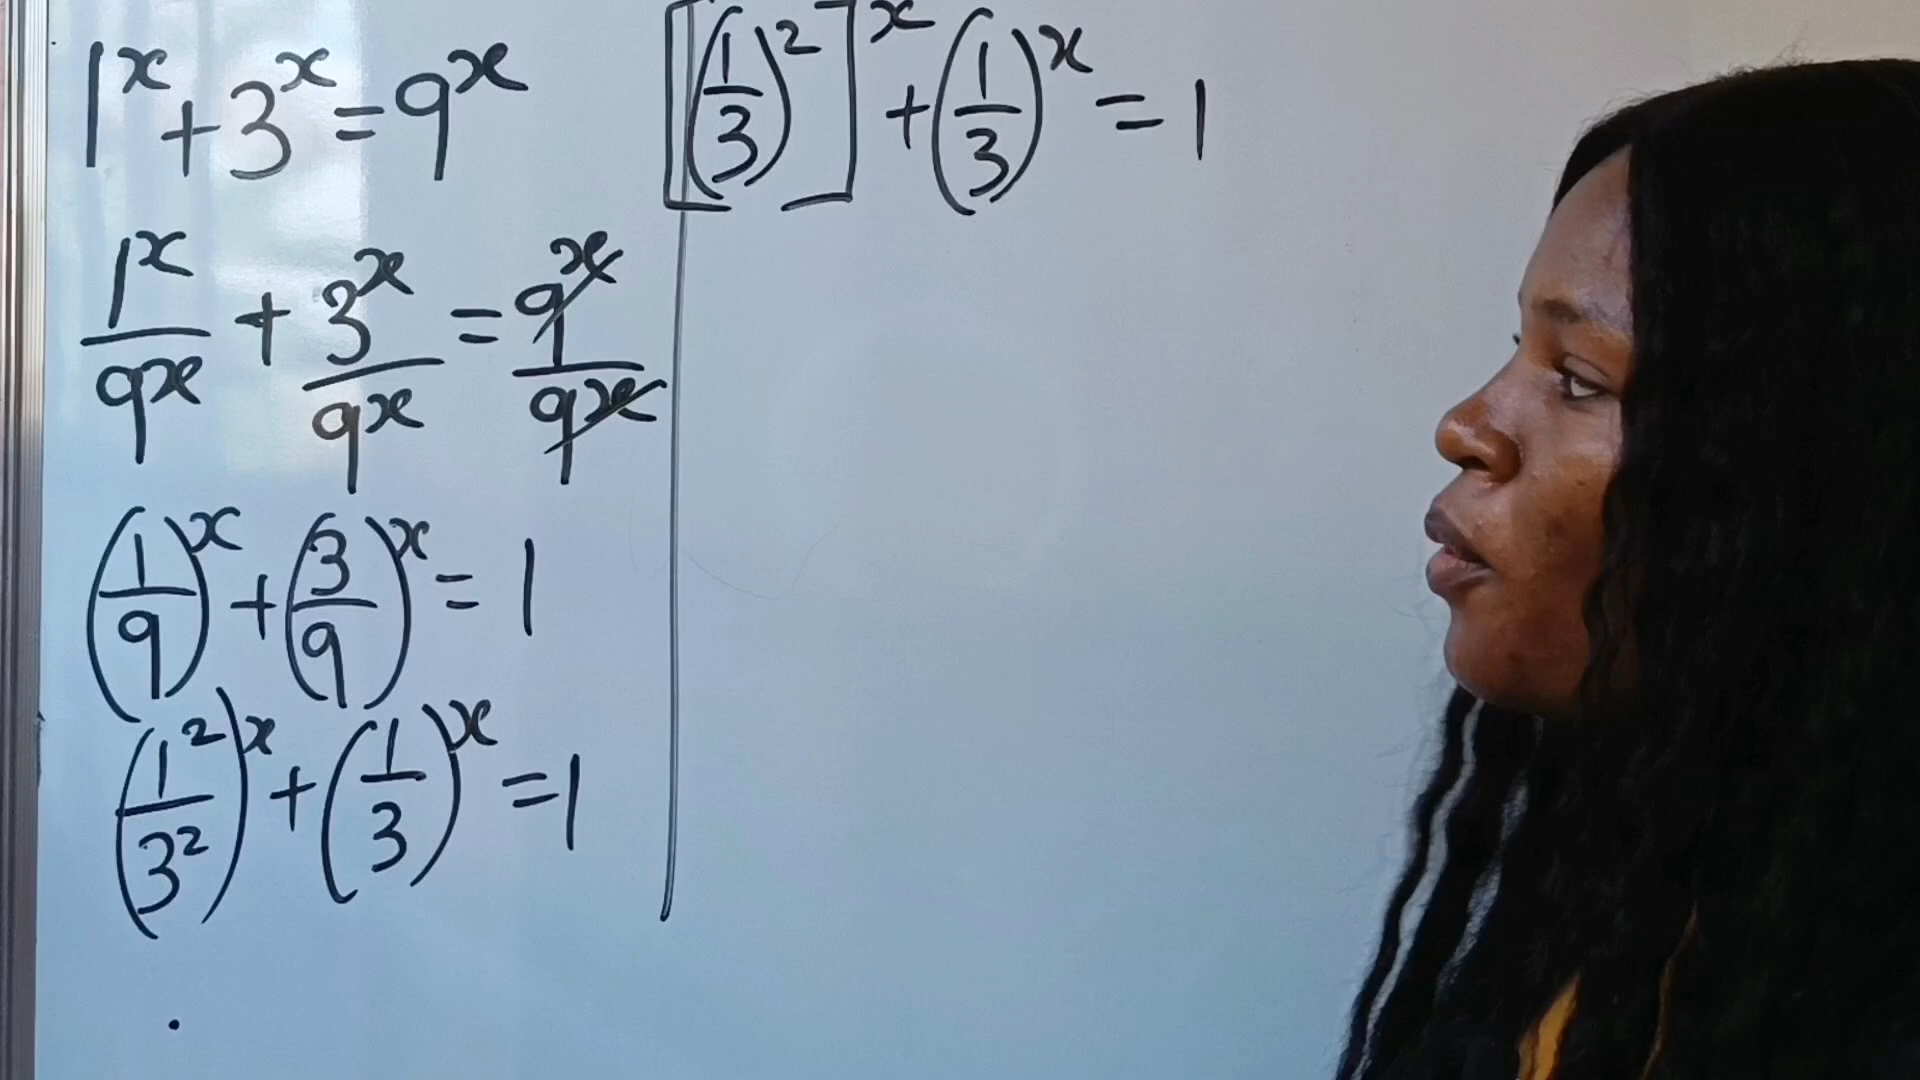 1^x + 3^x = 9^x
1^x/9^x + 3^x/9^x = 9^x/9^x
(1/9)^x + (3/9)^x = 1
(1^2/3^2)^x + (1/3)^x = 1
[(1/3)^2]^x + (1/3)^x = 1